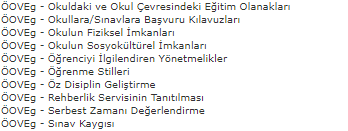 ÖOVEg - Okuldaki ve Okul Çevresindeki Eğitim Olanakları
ÖOVEg - Okullara/Sınavlara Başvuru Kılavuzları
ÖOVEg - Okulun Fiziksel İmkanları
ÖOVEg - Okulun Sosyokültürel İmkanları
ÖOVEg - Öğrenciyi İlgilendiren Yönetmelikler
ÖOVEg - Öğrenme Stilleri
ÖOVEg - Öz Disiplin Geliştirme
ÖOVEg - Rehberlik Servisinin Tanıtılması
ÖOVEg - Serbest Zamanı Değerlendirme
ÖOVEg - Sınav Kaygısı